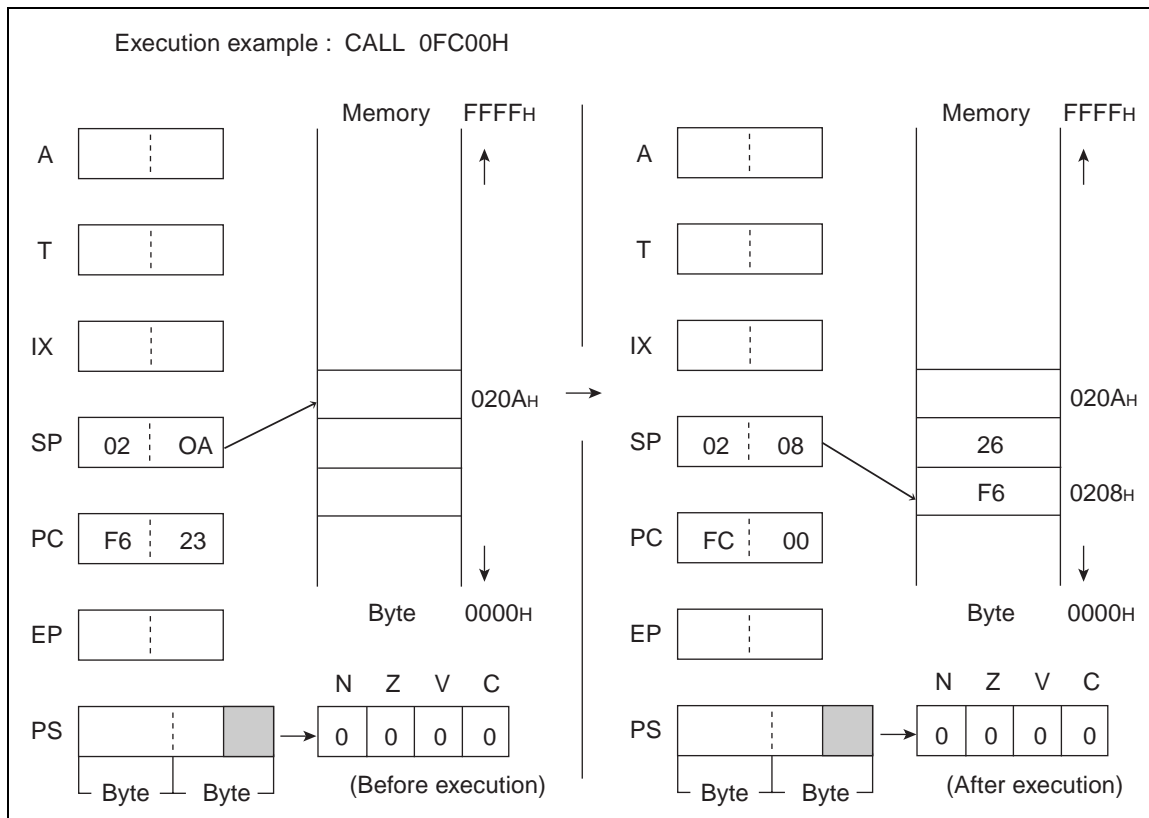 Execution example : CALL 0FC00H
Memory FFFFH
A
T
IX
020AH
SP 02 OA
PC F6 23
Byte 0000H
EP
N Z V C
PS 0 0 0 0
Byte Byte (Before execution)
Memory FFFFH
A
T
IX
020AH
SP 02 08 26
F6 0208H
PC FC 00
Byte 0000H
EP
N Z V C
PS 0 0 0 0
Byte Byte (After execution)